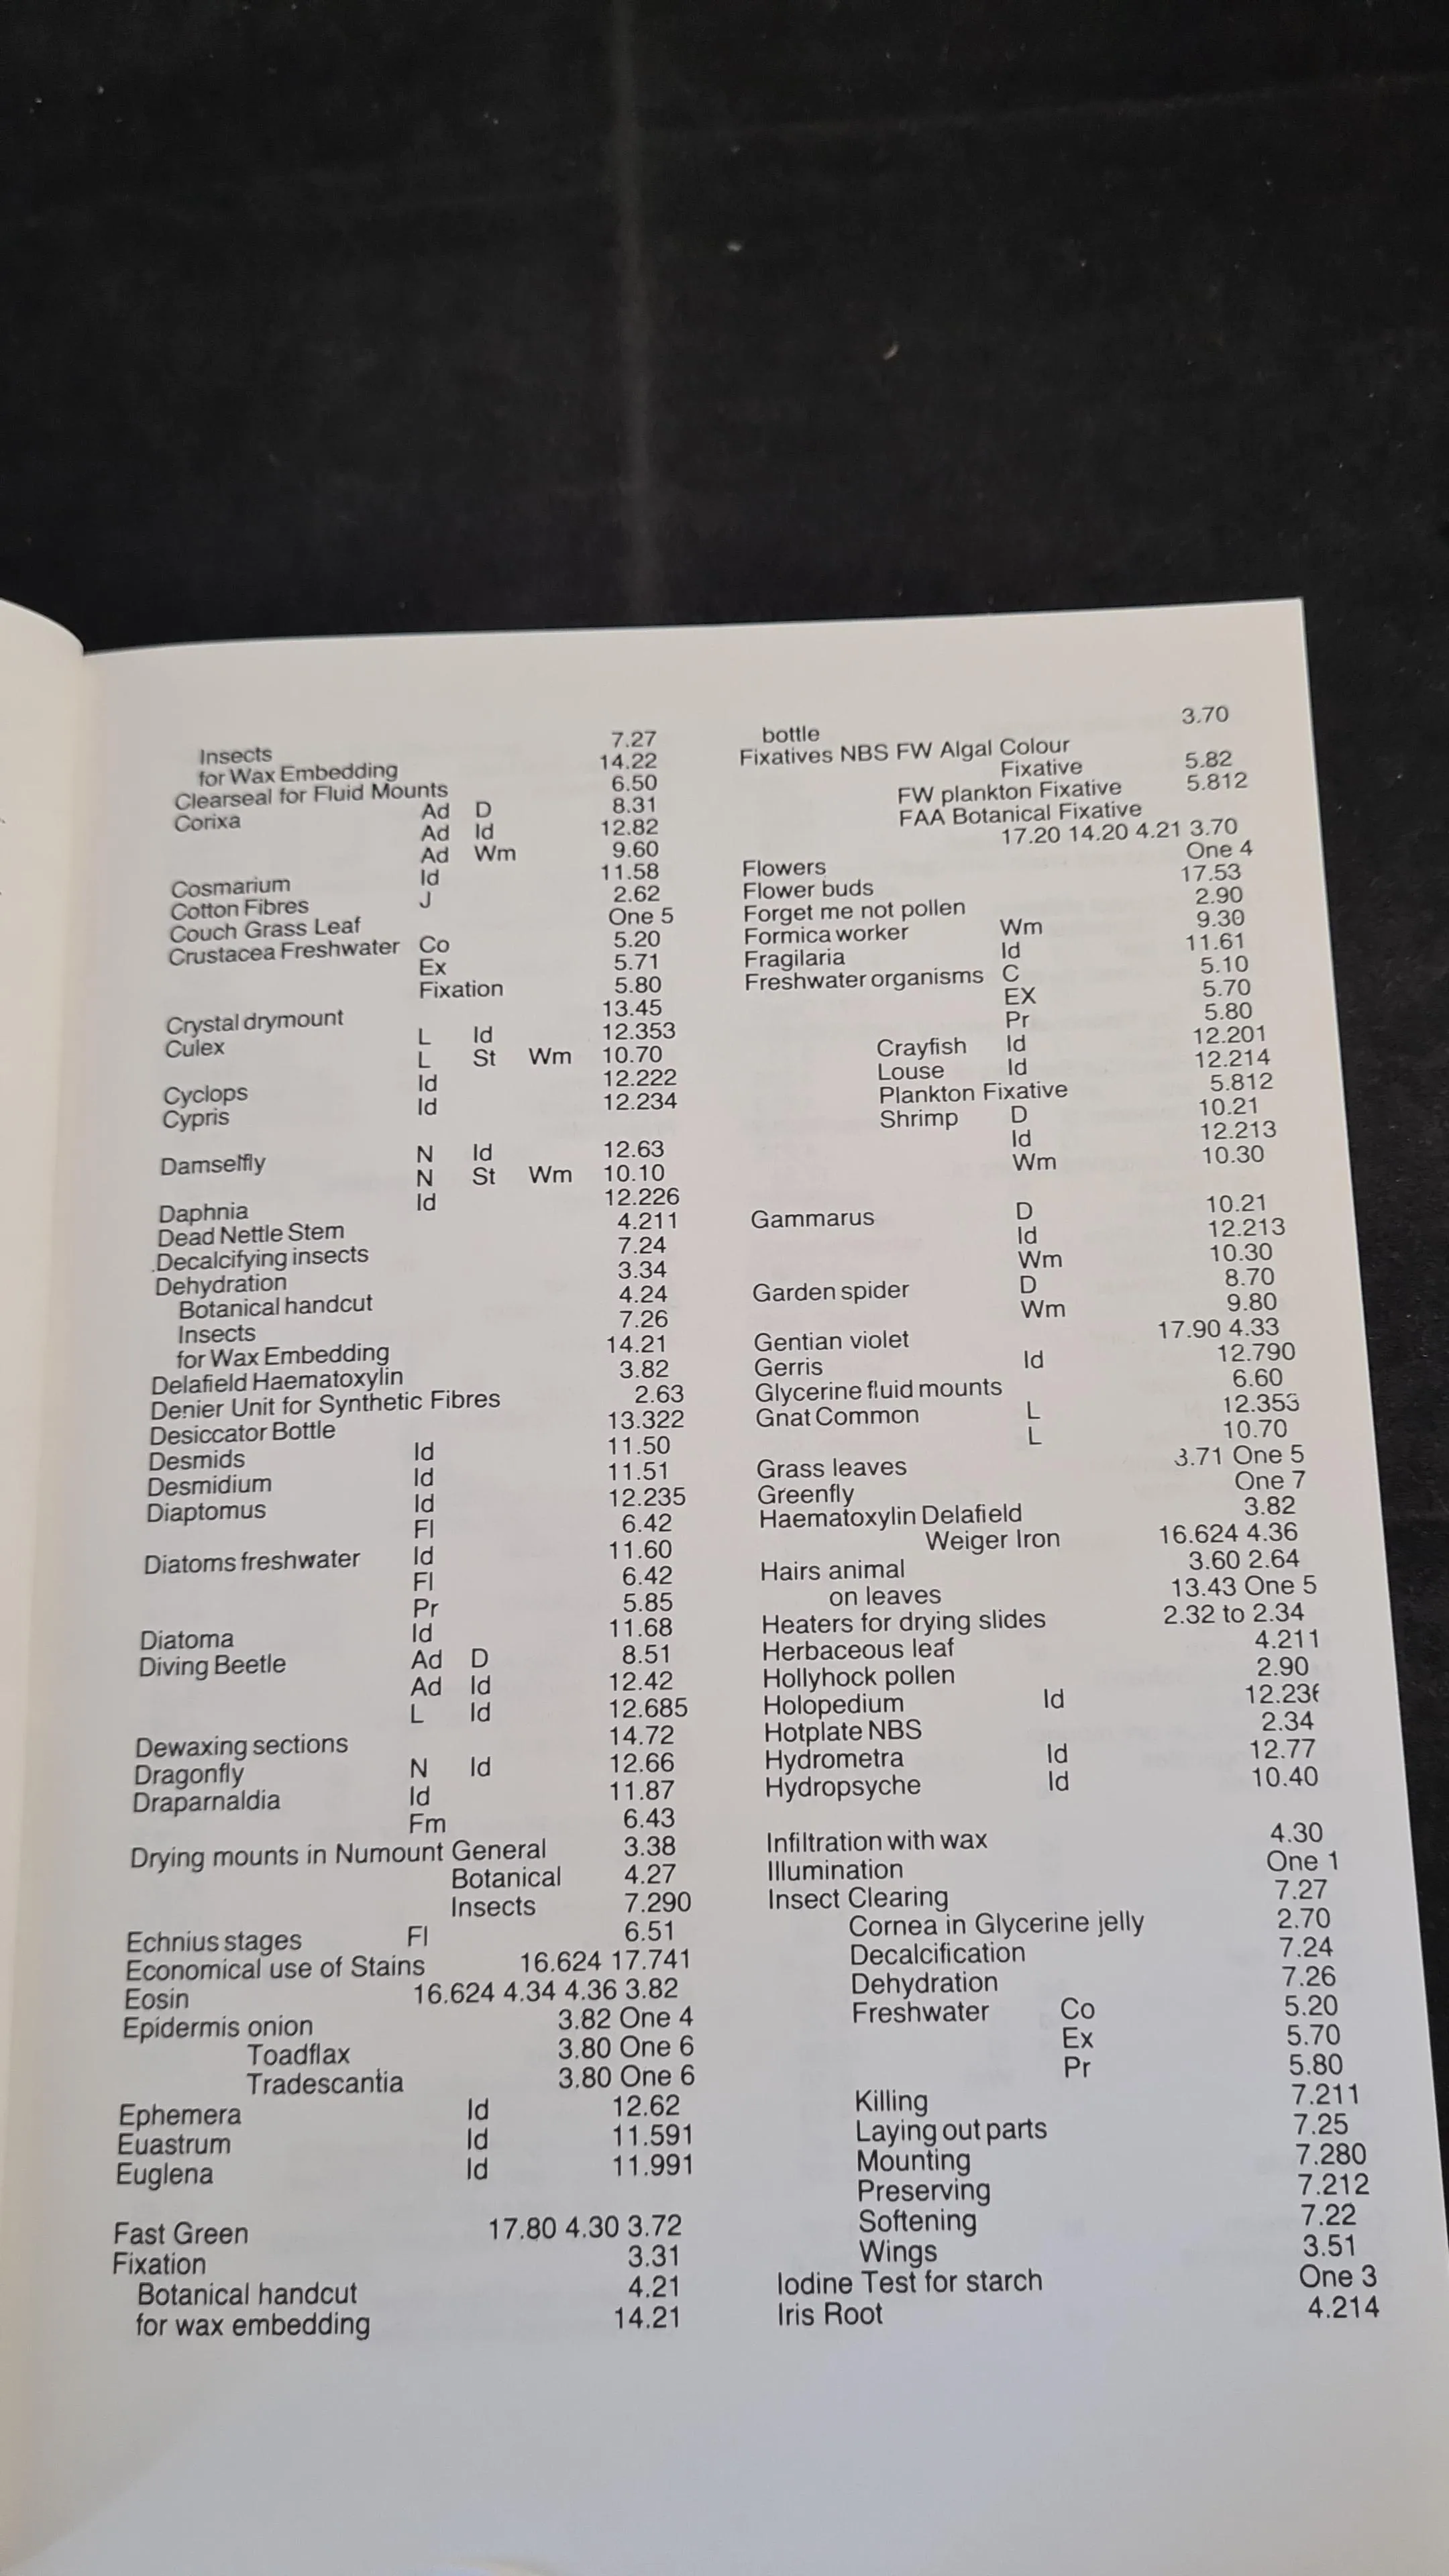 Insects 7.27
for Wax Embedding 14.22
Clearseal for Fluid Mounts 6.50
Corixa Ad D 8.31
Ad Id 12.82
Ad Wm 9.60
Cosmarium Id 11.58
Cotton Fibres J 2.62
Couch Grass Leaf One 5
Crustacea Freshwater Co 5.20
Ex 5.71
Fixation 5.80
Crystal drymount 13.45
Culex L Id 12.353
L St Wm 10.70
Cyclops Id 12.222
Cypris Id 12.234
Damselfly N Id 12.63
N St Wm 10.10
Daphnia Id 12.226
Dead Nettle Stem 4.211
Decalcifying insects 7.24
Dehydration 3.34
Botanical handcut 4.24
Insects 7.26
for Wax Embedding 14.21
Delafield Haematoxylin 3.82
Denier Unit for Synthetic Fibres 2.63
Desiccator Bottle 13.322
Desmids Id 11.50
Desmidium Id 11.51
Diaptomus Id 12.235
Fl 6.42
Diatoms freshwater Id 11.60
Fl 6.42
Pr 5.85
Diatoma Id 11.68
Diving Beetle Ad D 8.51
Ad Id 12.42
L Id 12.685
Dewaxing sections 14.72
Dragonfly N Id 12.66
Draparnaldia Id 11.87
Fm 6.43
Drying mounts in Numount General 3.38
Botanical 4.27
Insects 7.290
Echnius stages Fl 6.51
Economical use of Stains 16.624 17.741
Eosin 16.624 4.34 4.36 3.82
Epidermis onion 3.82 One 4
Toadflax 3.80 One 6
Tradescantia 3.80 One 6
Ephemera Id 12.62
Euastrum Id 11.591
Euglena Id 11.991
Fast Green 17.80 4.30 3.72
Fixation 3.31
Botanical handcut 4.21
for wax embedding 14.21
bottle 3.70
Fixatives NBS FW Algal Colour
Fixative 5.82
FW plankton Fixative 5.812
FAA Botanical Fixative
17.20 14.20 4.21 3.70
Flowers One 4
Flower buds 17.53
Forget me not pollen 2.90
Formica worker Wm 9.30
Fragilaria Id 11.61
Freshwater organisms C 5.10
EX 5.70
Pr 5.80
Crayfish Id 12.201
Louse Id 12.214
Plankton Fixative 5.812
Shrimp D 10.21
Id 12.213
Wm 10.30
Gammarus D 10.21
Id 12.213
Wm 10.30
Garden spider D 8.70
Wm 9.80
Gentian violet 17.90 4.33
Gerris Id 12.790
Glycerine fluid mounts 6.60
Gnat Common L 12.353
L 10.70
Grass leaves 3.71 One 5
Greenfly One 7
Haematoxylin Delafield 3.82
Weiger Iron 16.624 4.36
Hairs animal 3.60 2.64
on leaves 13.43 One 5
Heaters for drying slides 2.32 to 2.34
Herbaceous leaf 4.211
Hollyhock pollen 2.90
Holopedium Id 12.236
Hotplate NBS 2.34
Hydrometra Id 12.77
Hydropsyche Id 10.40
Infiltration with wax 4.30
Illumination One 1
Insect Clearing 7.27
Cornea in Glycerine jelly 2.70
Decalcification 7.24
Dehydration 7.26
Freshwater Co 5.20
Ex 5.70
Pr 5.80
Killing 7.211
Laying out parts 7.25
Mounting 7.280
Preserving 7.212
Softening 7.22
Wings 3.51
Iodine Test for starch One 3
Iris Root 4.214